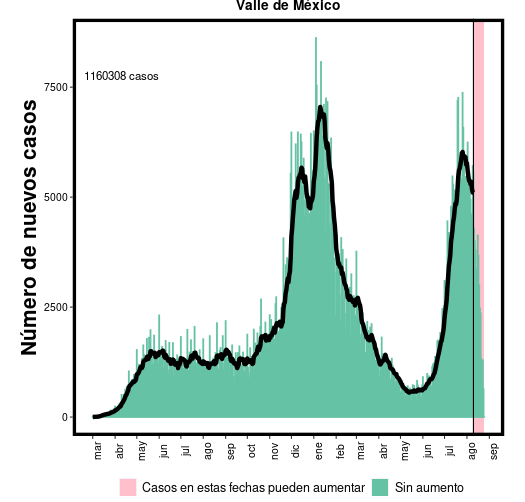 Valle de México
1160308 casos
Número de nuevos casos
7500
5000
2500
0
mar
abr
may
jun
jul
ago
sep
oct
nov
dic
ene
feb
mar
abr
may
jun
jul
ago
sep
Casos en estas fechas pueden aumentar
Sin aumento